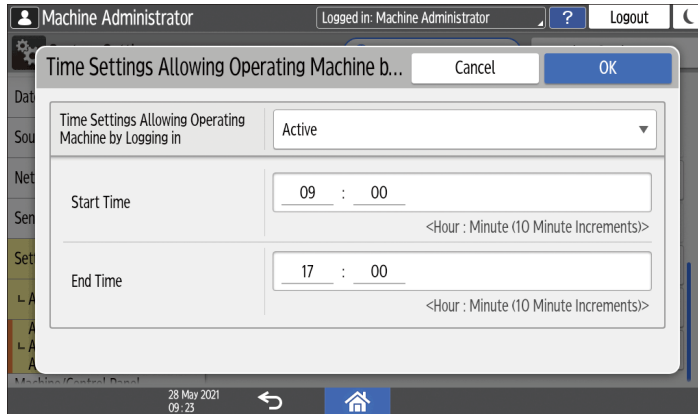 Machine Administrator
Logged in: Machine Administrator
?
Logout
Time Settings Allowing Operating Machine b...
Cancel
OK
Time Settings Allowing Operating
Machine by Logging in
Active
Start Time
09 : 00
<Hour : Minute (10 Minute Increments)>
End Time
17 : 00
<Hour : Minute (10 Minute Increments)>
Dat
Sou
Net
Sen
Set
28 May 2021
09:23